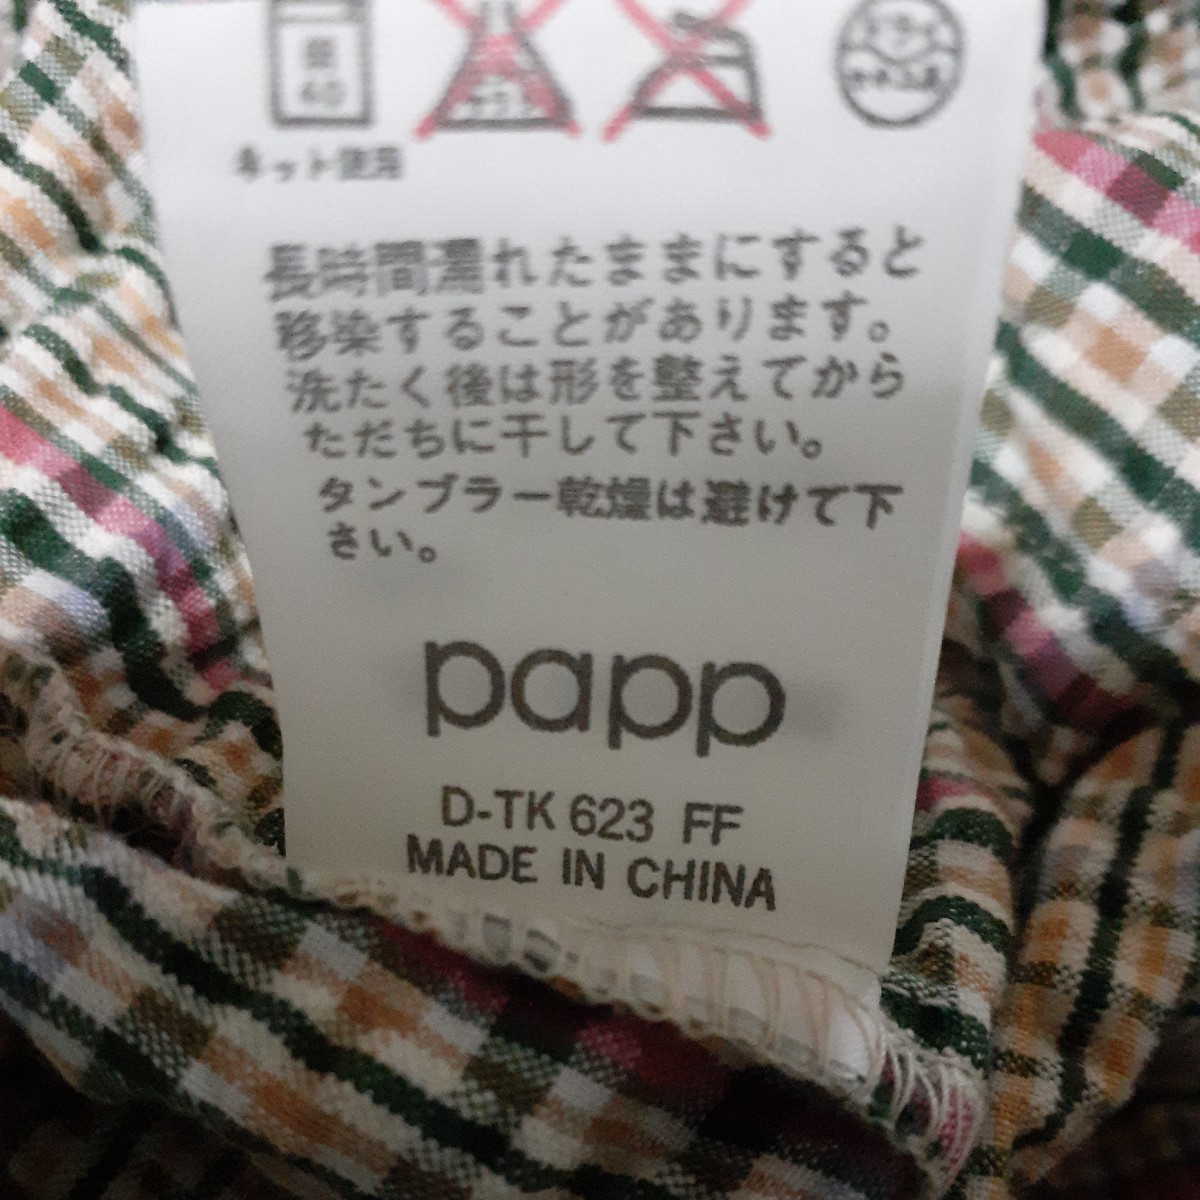 40
ネット使用
長時間濡れたままにすると
移染することがあります。
洗たく後は形を整えてから
ただちに干して下さい。
タンブラー乾燥は避けて下
さい。
papp
D-TK 623 FF
MADE IN CHINA